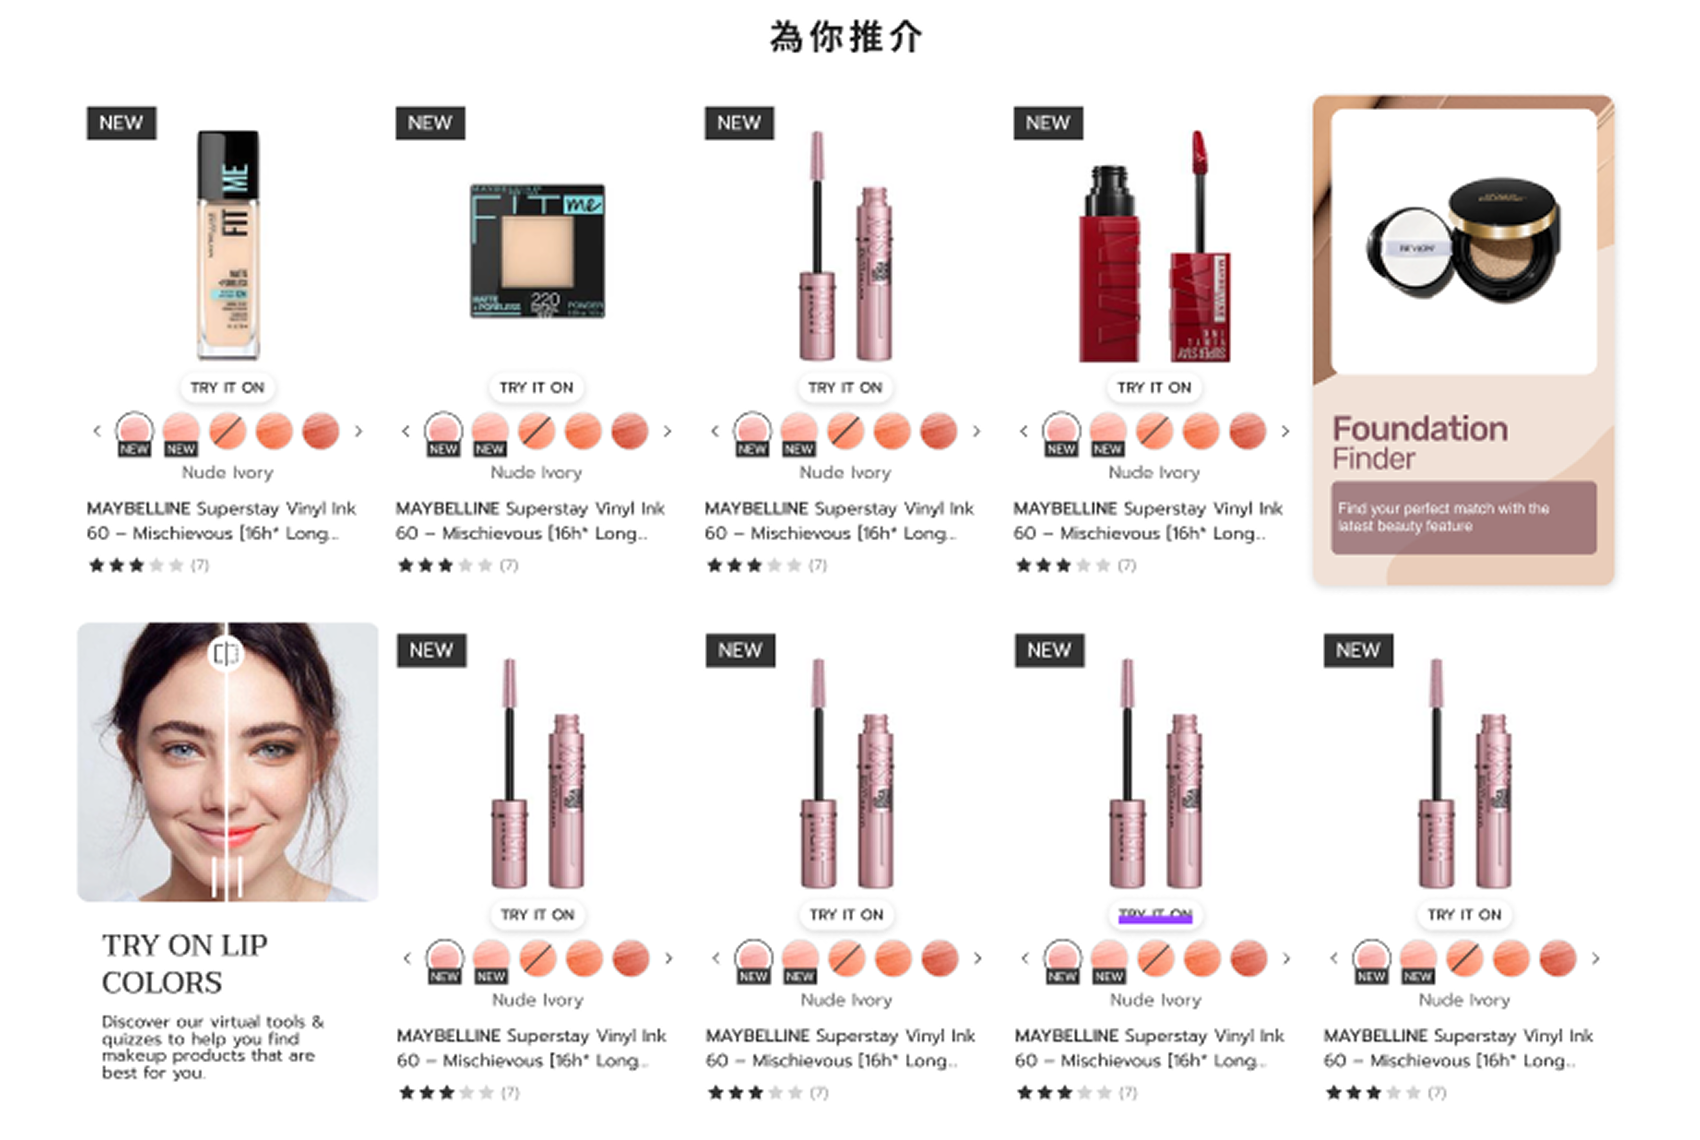 為你推介
NEW
NEW
NEW
NEW
FIT ME
FIT me
MATTE
+PORELESS
220
POWDER
REVLON
TRY IT ON
TRY IT ON
TRY IT ON
TRY IT ON
NEW NEW
NEW NEW
NEW NEW
NEW NEW
Nude Ivory
Nude Ivory
Nude Ivory
Nude Ivory
MAYBELLINE Superstay Vinyl Ink
60 – Mischievous [16h* Long...
(7)
MAYBELLINE Superstay Vinyl Ink
60 – Mischievous [16h* Long...
(7)
MAYBELLINE Superstay Vinyl Ink
60 – Mischievous [16h* Long...
(7)
MAYBELLINE Superstay Vinyl Ink
60 – Mischievous [16h* Long...
(7)
Foundation
Finder
Find your perfect match with the
latest beauty feature
TRY ON LIP
COLORS
Discover our virtual tools &
quizzes to help you find
makeup products that are
best for you.
NEW
NEW
NEW
NEW
TRY IT ON
TRY IT ON
TRY IT ON
TRY IT ON
NEW NEW
NEW NEW
NEW NEW
NEW NEW
Nude Ivory
Nude Ivory
Nude Ivory
Nude Ivory
MAYBELLINE Superstay Vinyl Ink
60 – Mischievous [16h* Long...
(7)
MAYBELLINE Superstay Vinyl Ink
60 – Mischievous [16h* Long...
(7)
MAYBELLINE Superstay Vinyl Ink
60 – Mischievous [16h* Long...
(7)
MAYBELLINE Superstay Vinyl Ink
60 – Mischievous [16h* Long...
(7)